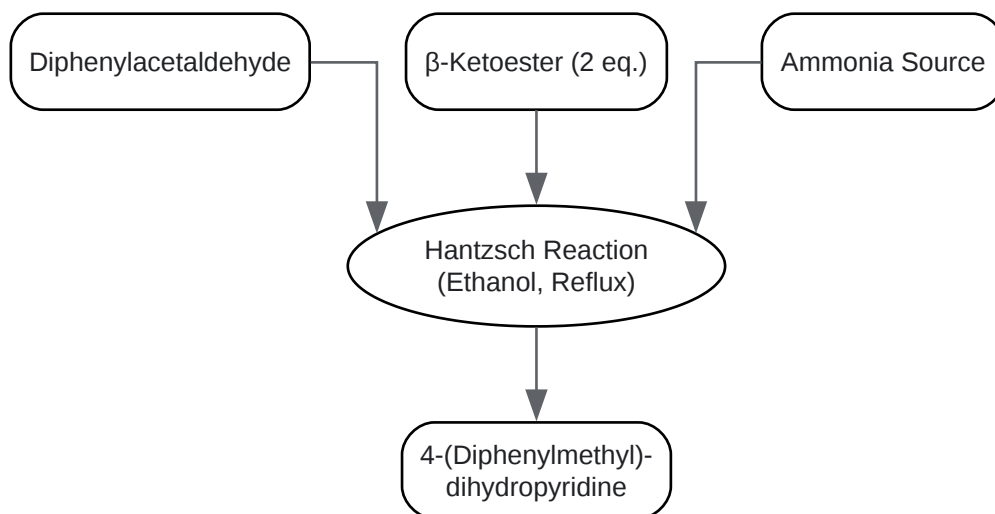 Diphenylacetaldehyde
β-Ketoester (2 eq.)
Ammonia Source
Hantzsch Reaction
(Ethanol, Reflux)
4-(Diphenylmethyl)-
dihydropyridine